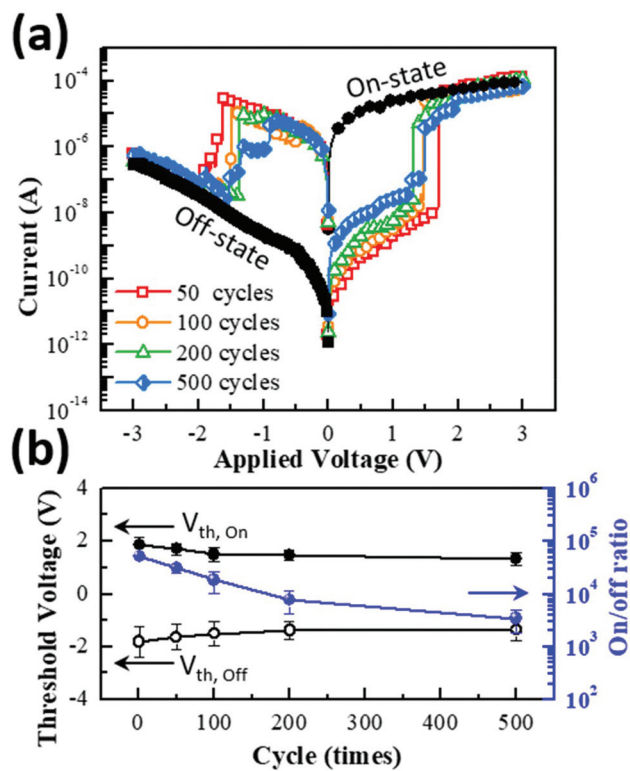 (a)
10^-4
10^-6
10^-8
10^-10
10^-12
10^-14
Current (A)
On-state
Off-state
50 cycles
100 cycles
200 cycles
500 cycles
-3 -2 -1 0 1 2 3
Applied Voltage (V)
(b)
4
2
0
-2
-4
Threshold Voltage (V)
V_th, On
V_th, Off
10^6
10^5
10^4
10^3
10^2
On/off ratio
0 100 200 300 400 500
Cycle (times)